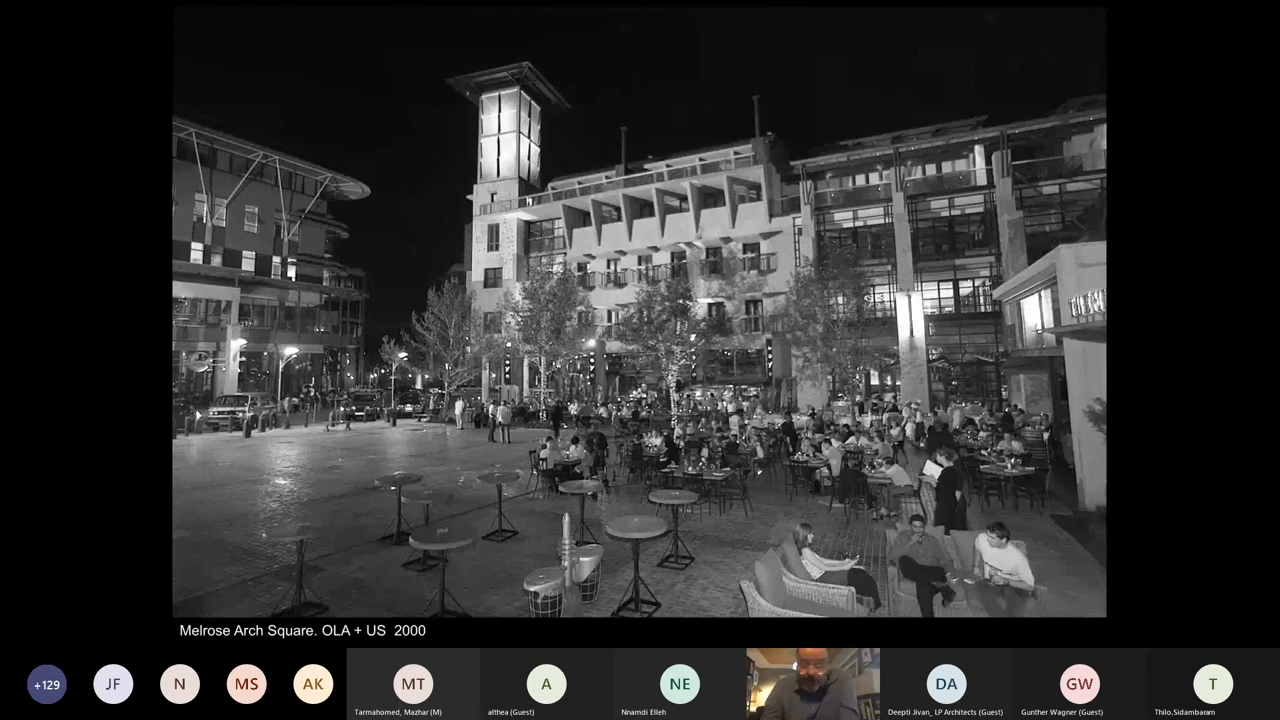 Melrose Arch Square. OLA + US 2000
+129
JF
N
MS
AK
MT
A
NE
DA
GW
T
Tarmahomed, Mazhar (M)
althea (Guest)
Nnamdi Elleh
Deepti Jivan_ LP Architects (Guest)
Gunther Wagner (Guest)
Thilo.Sidambaram